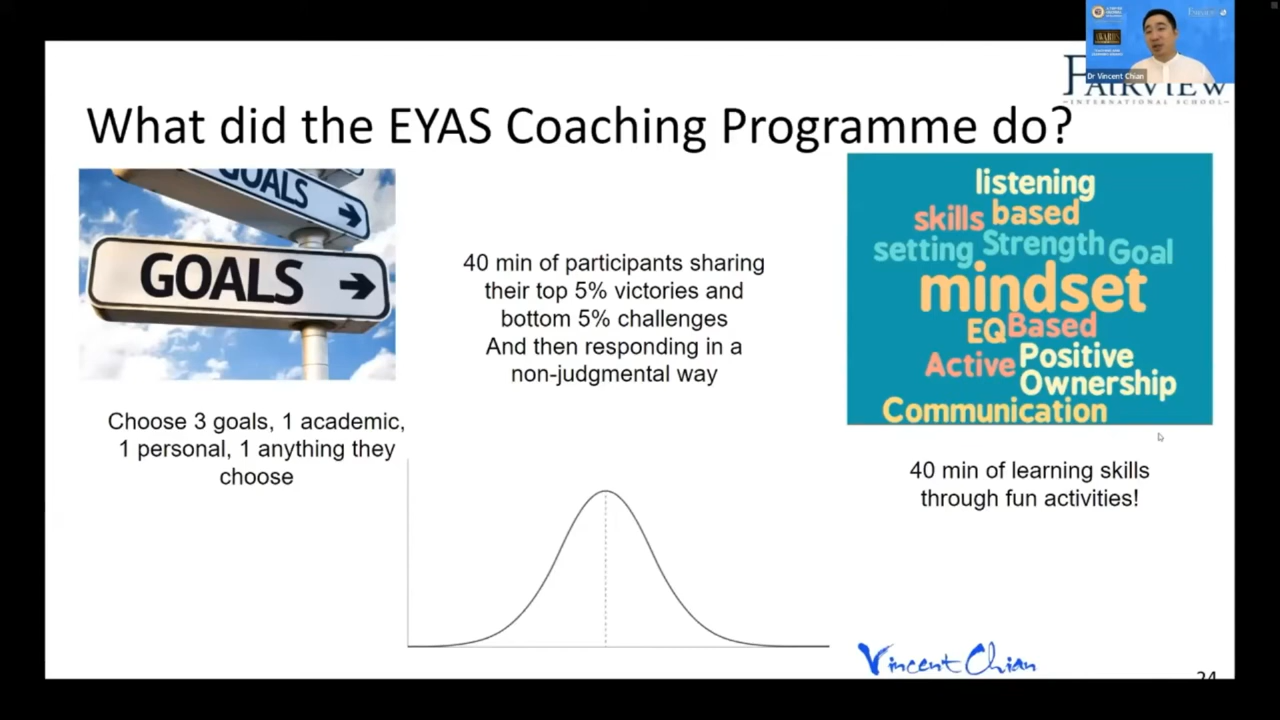 Dr Vincent Chian
FAIRVIEW
INTERNATIONAL SCHOOL
What did the EYAS Coaching Programme do?
GOALS
GOALS
Choose 3 goals, 1 academic,
1 personal, 1 anything they
choose
40 min of participants sharing
their top 5% victories and
bottom 5% challenges
And then responding in a
non-judgmental way
listening
skills based
setting Strength Goal
mindset
EQ Based
Active Positive
Ownership
Communication
40 min of learning skills
through fun activities!
Vincent Chian
24